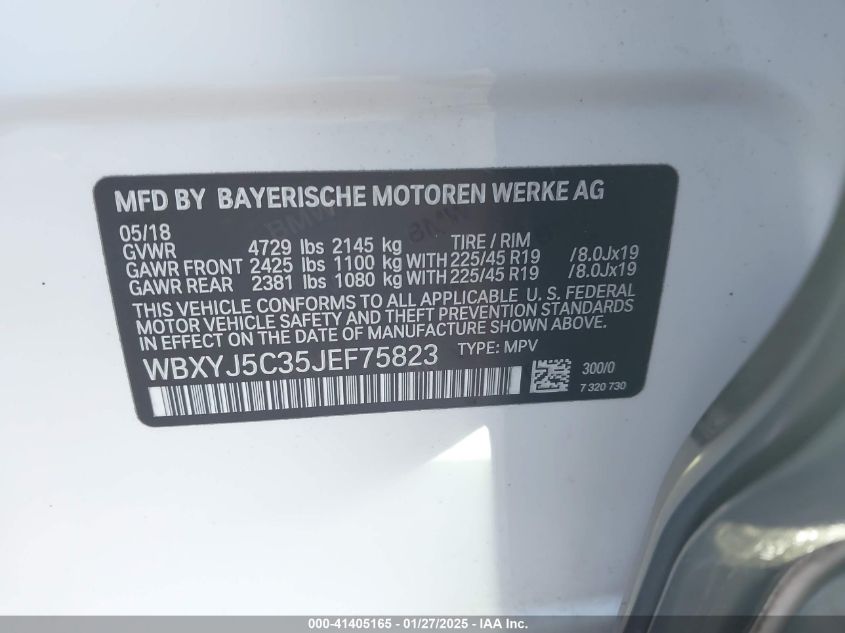 MFD BY BAYERISCHE MOTOREN WERKE AG
05/18
GVWR 4729 lbs 2145 kg TIRE / RIM
GAWR FRONT 2425 lbs 1100 kg WITH 225/45 R19 /8.0Jx19
GAWR REAR 2381 lbs 1080 kg WITH 225/45 R19 /8.0Jx19
THIS VEHICLE CONFORMS TO ALL APPLICABLE U. S. FEDERAL
MOTOR VEHICLE SAFETY AND THEFT PREVENTION STANDARDS
IN EFFECT ON THE DATE OF MANUFACTURE SHOWN ABOVE.
WBXYJ5C35JEF75823 TYPE: MPV
300/0
7 320 730
000-41405165 - 01/27/2025 - IAA Inc.